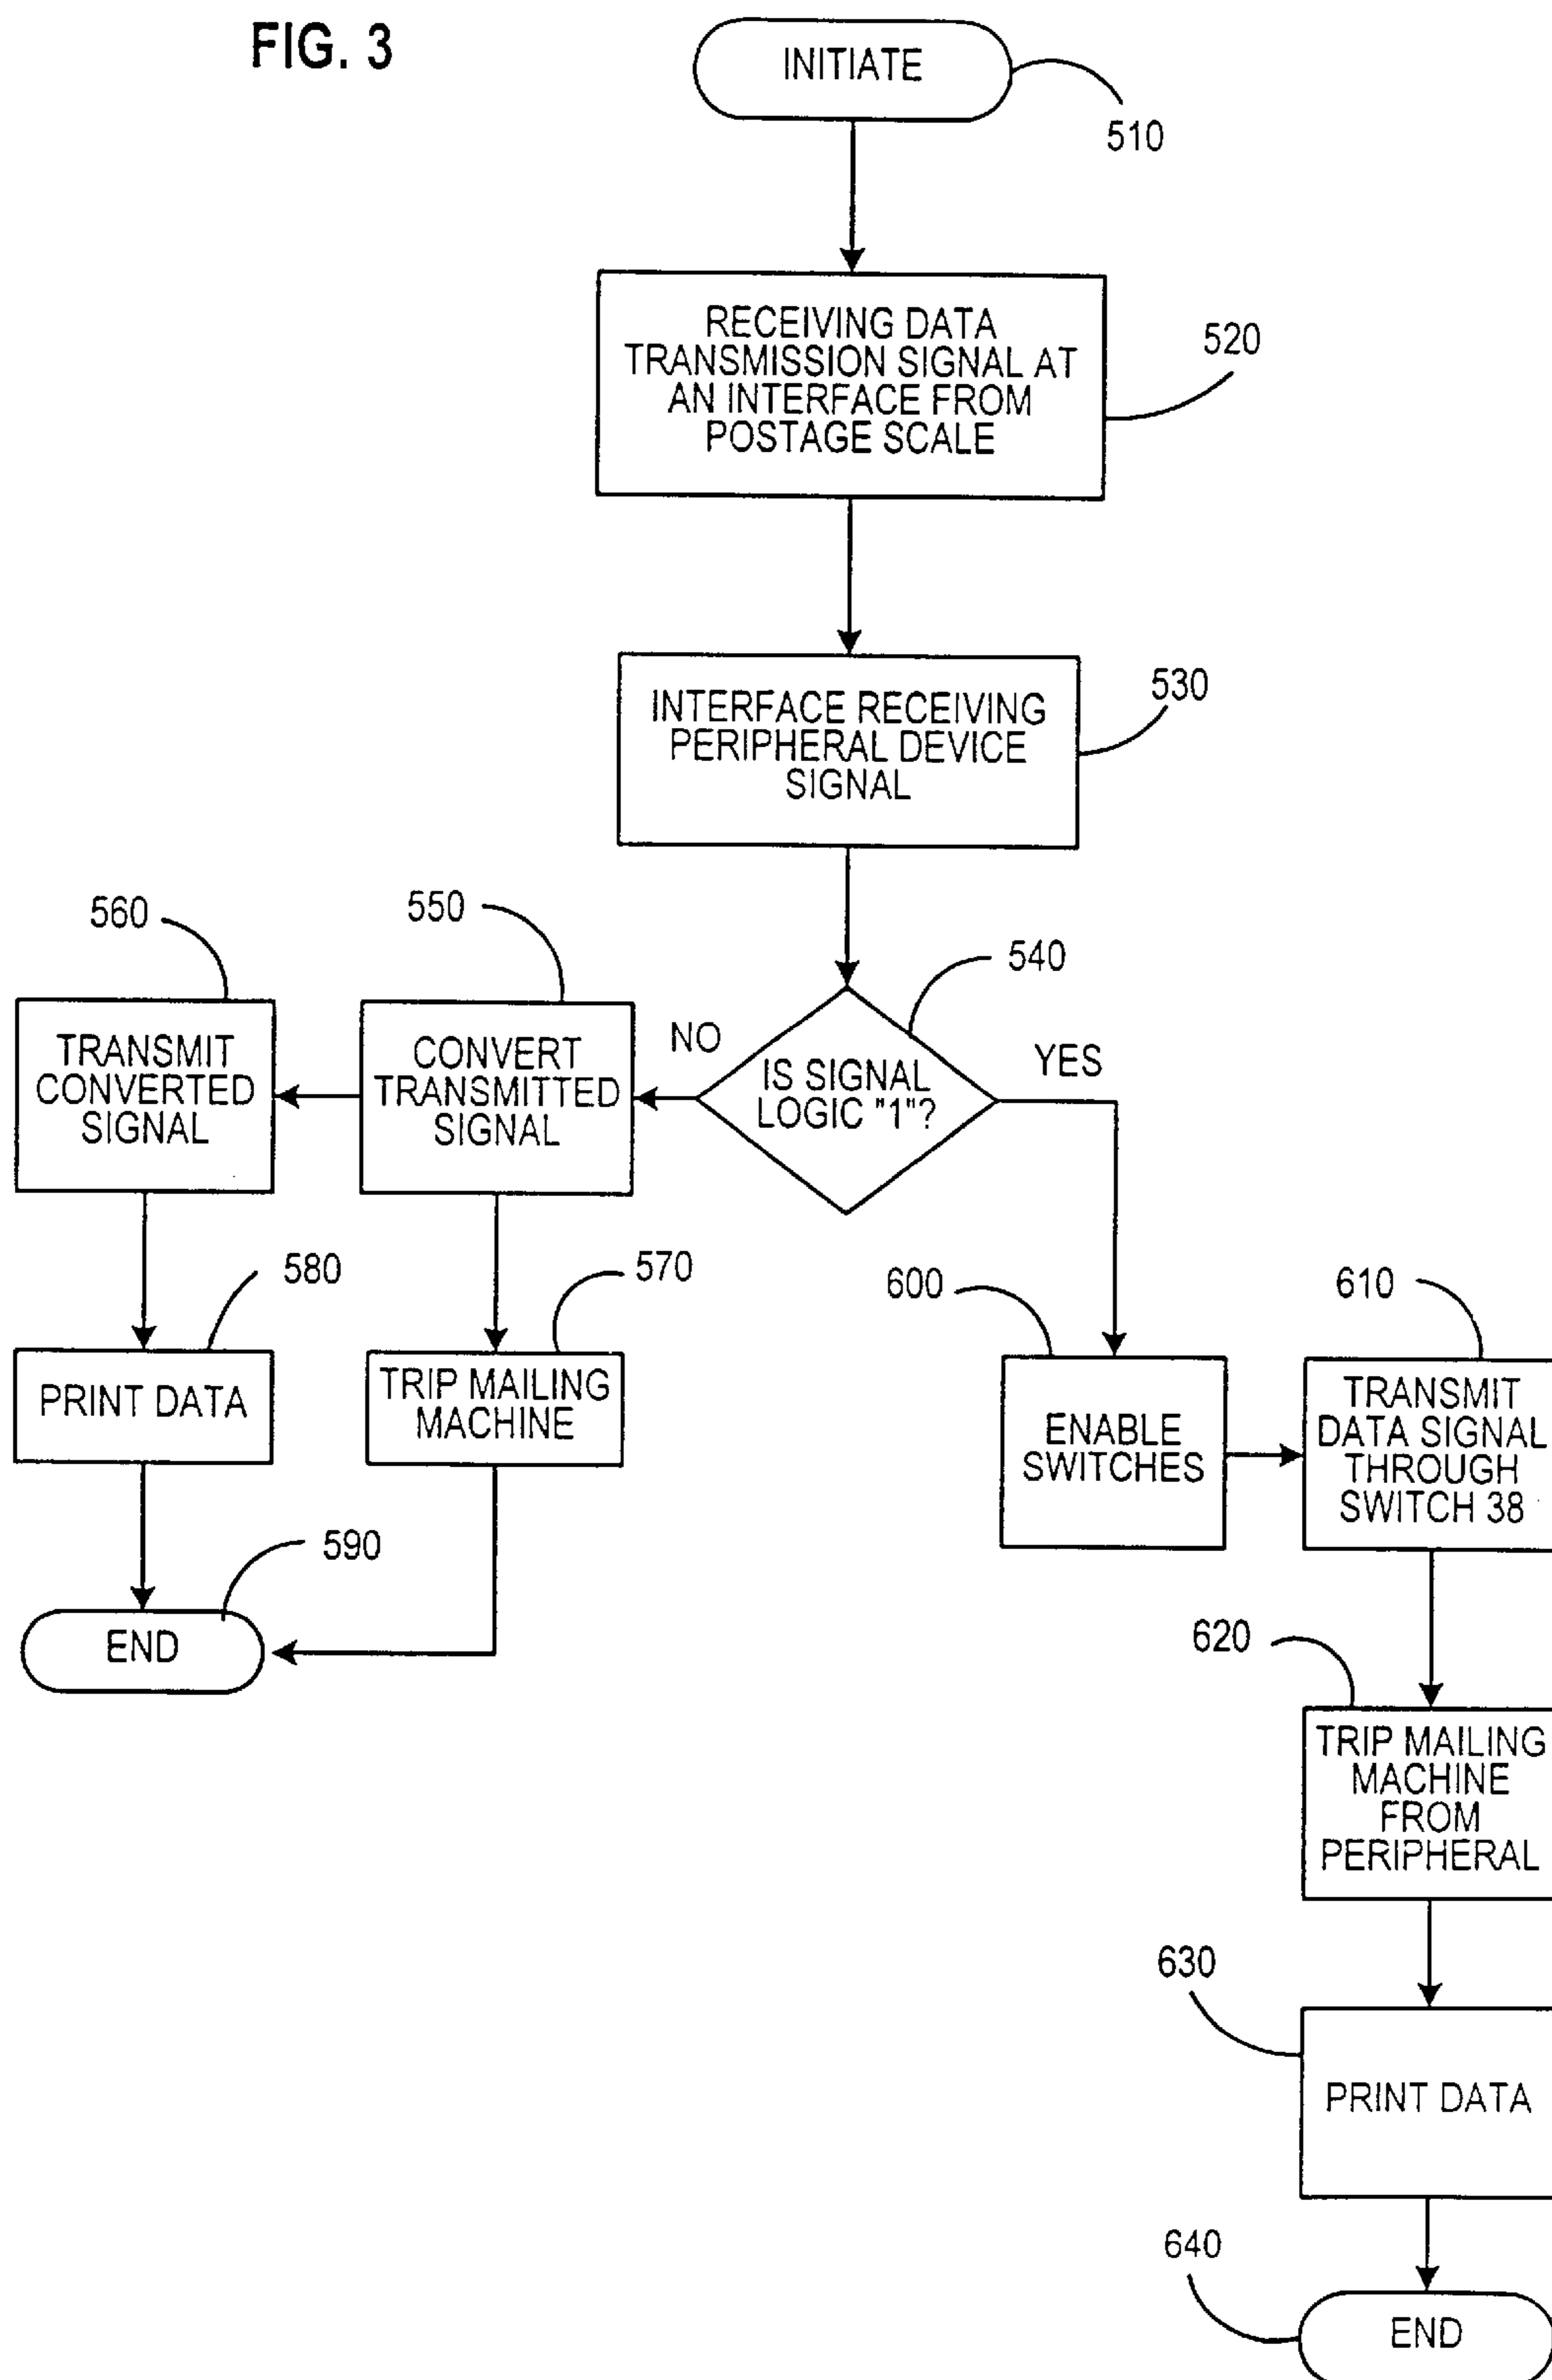 FIG. 3
INITIATE
510
RECEIVING DATA
TRANSMISSION SIGNAL AT
AN INTERFACE FROM
POSTAGE SCALE
520
INTERFACE RECEIVING
PERIPHERAL DEVICE
SIGNAL
530
540
IS SIGNAL
LOGIC "1"?
NO
YES
550
CONVERT
TRANSMITTED
SIGNAL
560
TRANSMIT
CONVERTED
SIGNAL
570
TRIP MAILING
MACHINE
580
PRINT DATA
590
END
600
ENABLE
SWITCHES
610
TRANSMIT
DATA SIGNAL
THROUGH
SWITCH 38
620
TRIP MAILING
MACHINE
FROM
PERIPHERAL
630
PRINT DATA
640
END